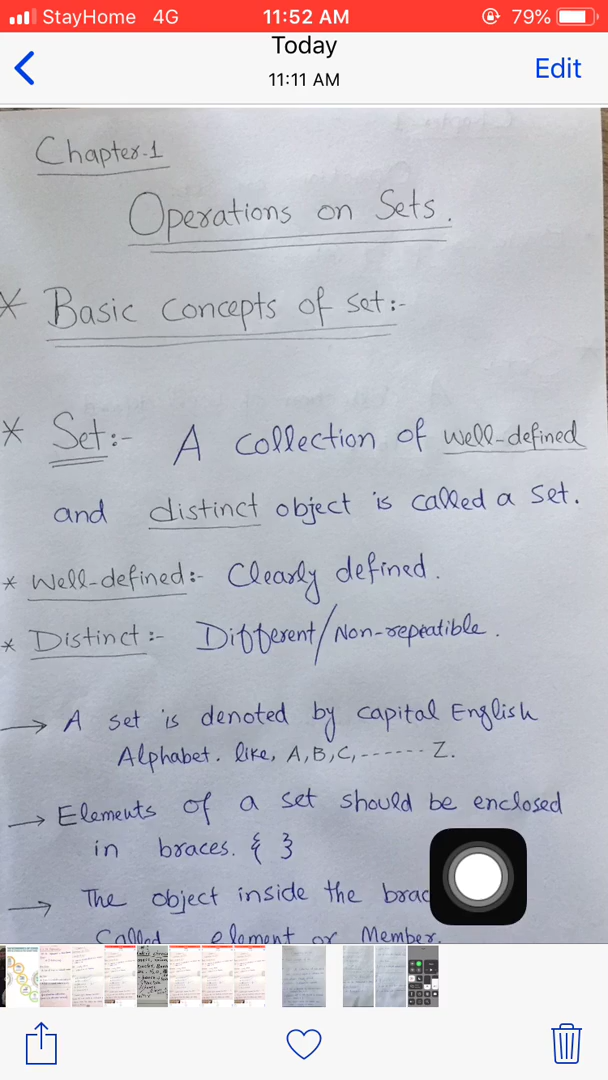 StayHome 4G 11:52 AM 79%
Today
11:11 AM
Edit
Chapter-1
Operations on Sets.
* Basic Concepts of set:-
* Set:- A collection of well-defined
and distinct object is called a set.
* Well-defined:- Clearly defined.
* Distinct:- Different/Non-repeatible.
→ A set is denoted by capital English
Alphabet. like, A,B,C,------ Z.
→ Elements of a set should be enclosed
in braces. { }
→ The object inside the brac
Called element or Member.